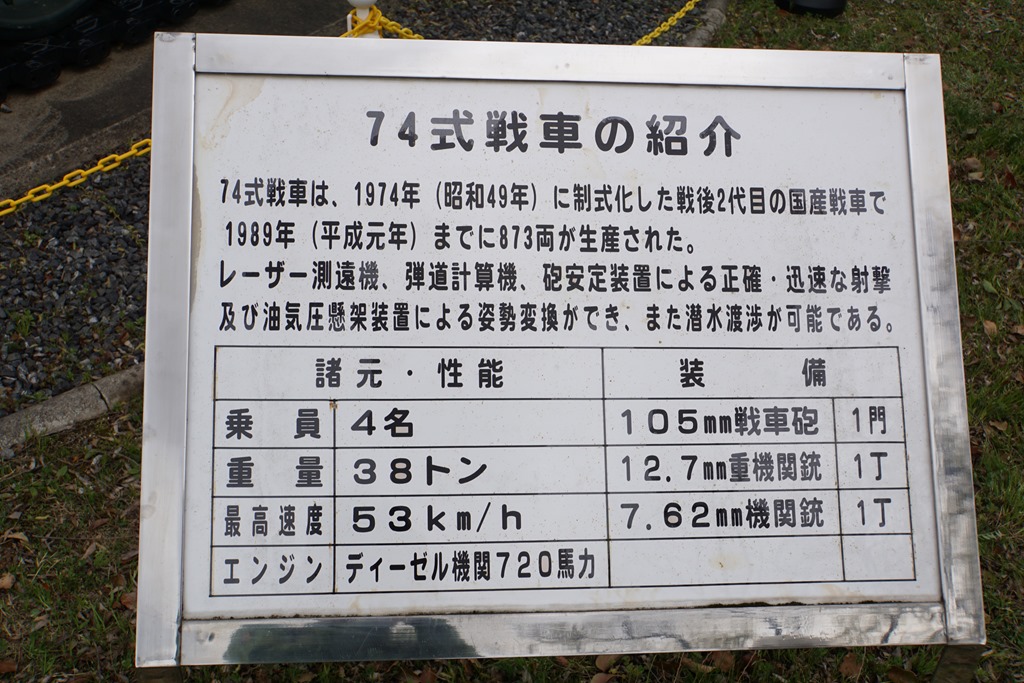 74式戦車の紹介
74式戦車は、1974年（昭和49年）に制式化した戦後2代目の国産戦車で
1989年（平成元年）までに873両が生産された。
レーザー測遠機、弾道計算機、砲安定装置による正確・迅速な射撃
及び油気圧懸架装置による姿勢変換ができ、また潜水渡渉が可能である。
諸元・性能 装備
乗員 4名 105mm戦車砲 1門
重量 38トン 12.7mm重機関銃 1丁
最高速度 53km/h 7.62mm機関銃 1丁
エンジン ディーゼル機関720馬力